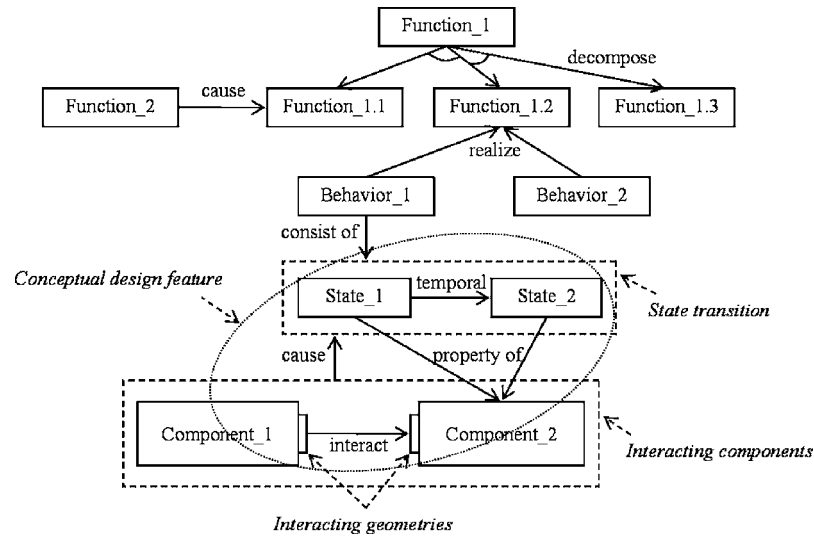 Function_1
decompose
cause
Function_2
Function_1.1
Function_1.2
Function_1.3
realize
Behavior_1
Behavior_2
consist of
Conceptual design feature
State_1
temporal
State_2
State transition
cause
property of
Component_1
interact
Component_2
Interacting components
Interacting geometries